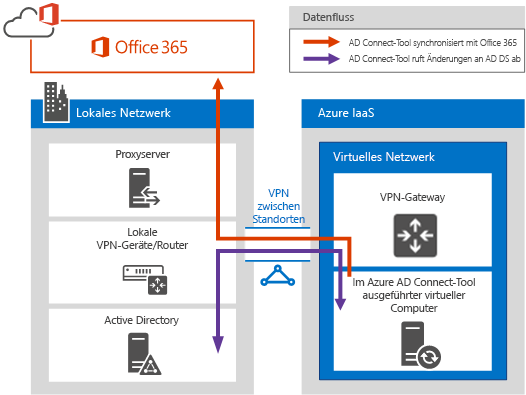 Office 365
Datenfluss
AD Connect-Tool synchronisiert mit Office 365
AD Connect-Tool ruft Änderungen an AD DS ab
Lokales Netzwerk
Proxyserver
Lokale
VPN-Geräte/Router
Active Directory
VPN
zwischen
Standorten
Azure IaaS
Virtuelles Netzwerk
VPN-Gateway
Im Azure AD Connect-Tool
ausgeführter virtueller
Computer